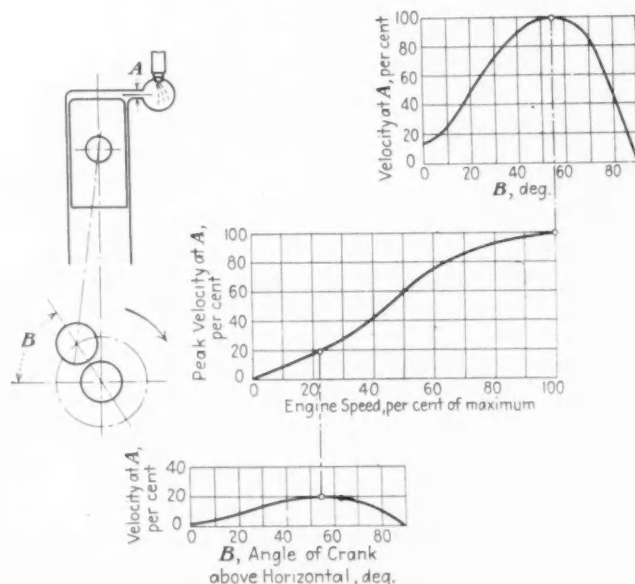 A
B
Velocity at A, per cent
100
80
60
40
20
0
0 20 40 60 80
B, deg.
Peak Velocity at A,
per cent
100
80
60
40
20
0
0 20 40 60 80 100
Engine Speed, per cent of maximum
Velocity at A,
per cent
40
20
0
0 20 40 60 80
B, Angle of Crank
above Horizontal, deg.